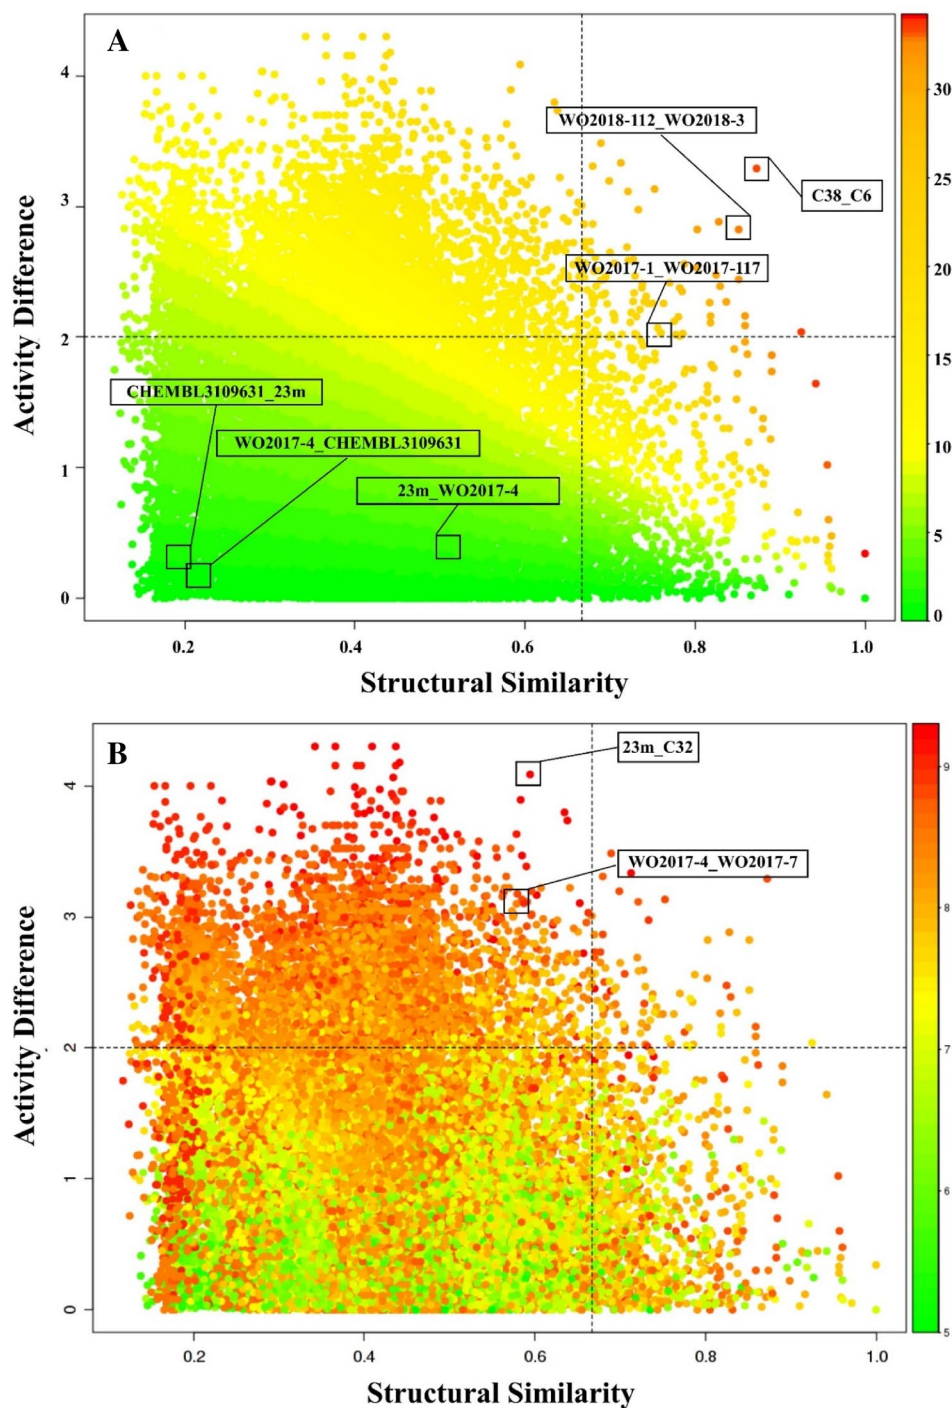 A
WO2018-112_WO2018-3
C38_C6
WO2017-1_WO2017-117
CHEMBL3109631_23m
WO2017-4_CHEMBL3109631
23m_WO2017-4
4
3
2
1
0
Activity Difference
0.2 0.4 0.6 0.8 1.0
Structural Similarity
30
25
20
15
10
5
0
B
23m_C32
WO2017-4_WO2017-7
4
3
2
1
0
Activity Difference
0.2 0.4 0.6 0.8 1.0
Structural Similarity
9
8
7
6
5